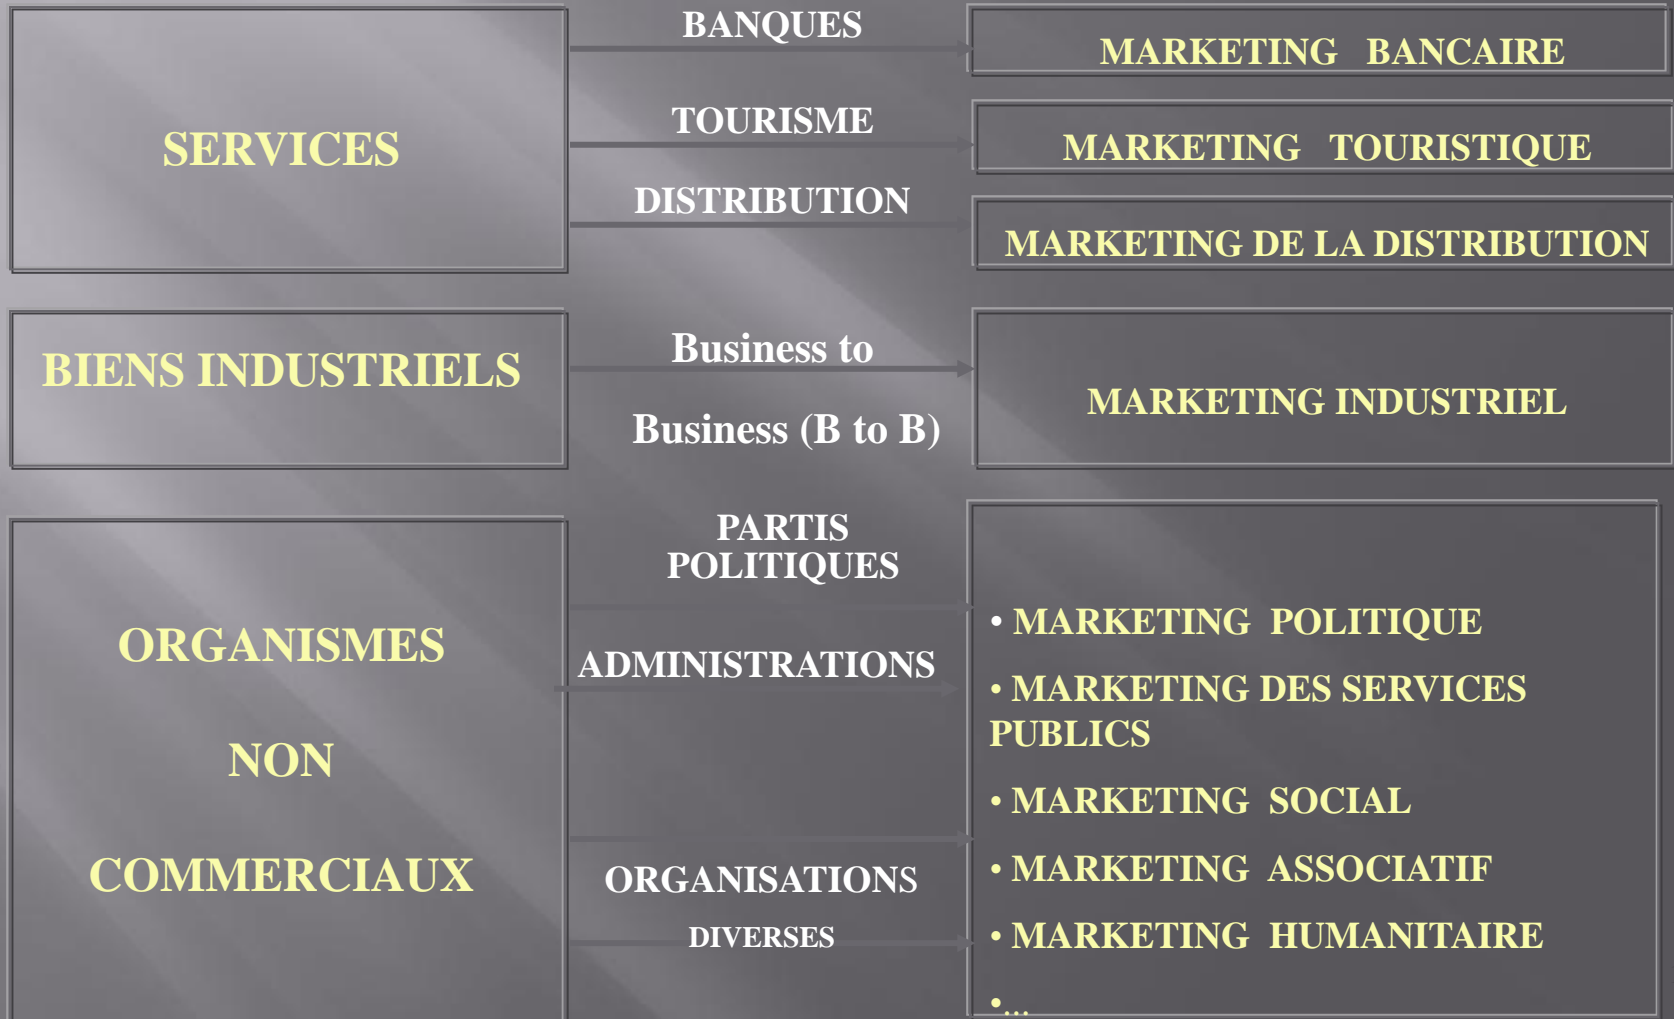 SERVICES
BANQUES
MARKETING BANCAIRE
TOURISME
MARKETING TOURISTIQUE
DISTRIBUTION
MARKETING DE LA DISTRIBUTION
BIENS INDUSTRIELS
Business to
Business (B to B)
MARKETING INDUSTRIEL
ORGANISMES
NON
COMMERCIAUX
PARTIS
POLITIQUES
ADMINISTRATIONS
ORGANISATIONS
DIVERSES
• MARKETING POLITIQUE
• MARKETING DES SERVICES
PUBLICS
• MARKETING SOCIAL
• MARKETING ASSOCIATIF
• MARKETING HUMANITAIRE
•...